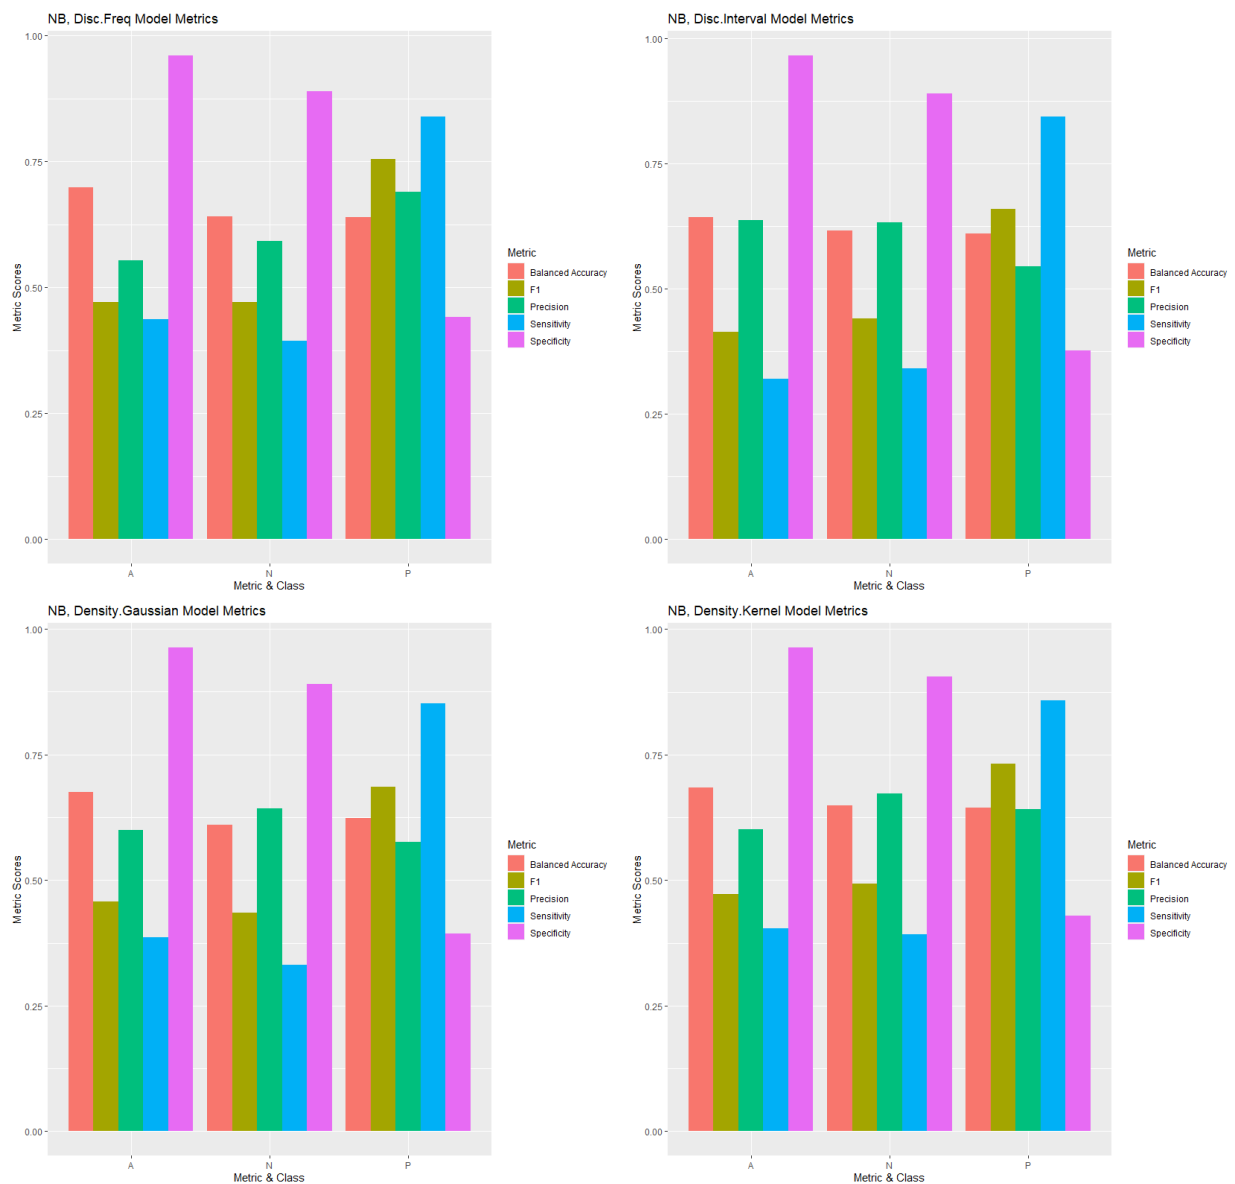 NB, Disc.Freq Model Metrics
1.00
0.75
0.50
0.25
0.00
Metric Scores
A N P
Metric & Class
Metric
Balanced Accuracy
F1
Precision
Sensitivity
Specificity
NB, Disc.Interval Model Metrics
1.00
0.75
0.50
0.25
0.00
Metric Scores
A N P
Metric & Class
Metric
Balanced Accuracy
F1
Precision
Sensitivity
Specificity
NB, Density.Gaussian Model Metrics
1.00
0.75
0.50
0.25
0.00
Metric Scores
A N P
Metric & Class
Metric
Balanced Accuracy
F1
Precision
Sensitivity
Specificity
NB, Density.Kernel Model Metrics
1.00
0.75
0.50
0.25
0.00
Metric Scores
A N P
Metric & Class
Metric
Balanced Accuracy
F1
Precision
Sensitivity
Specificity